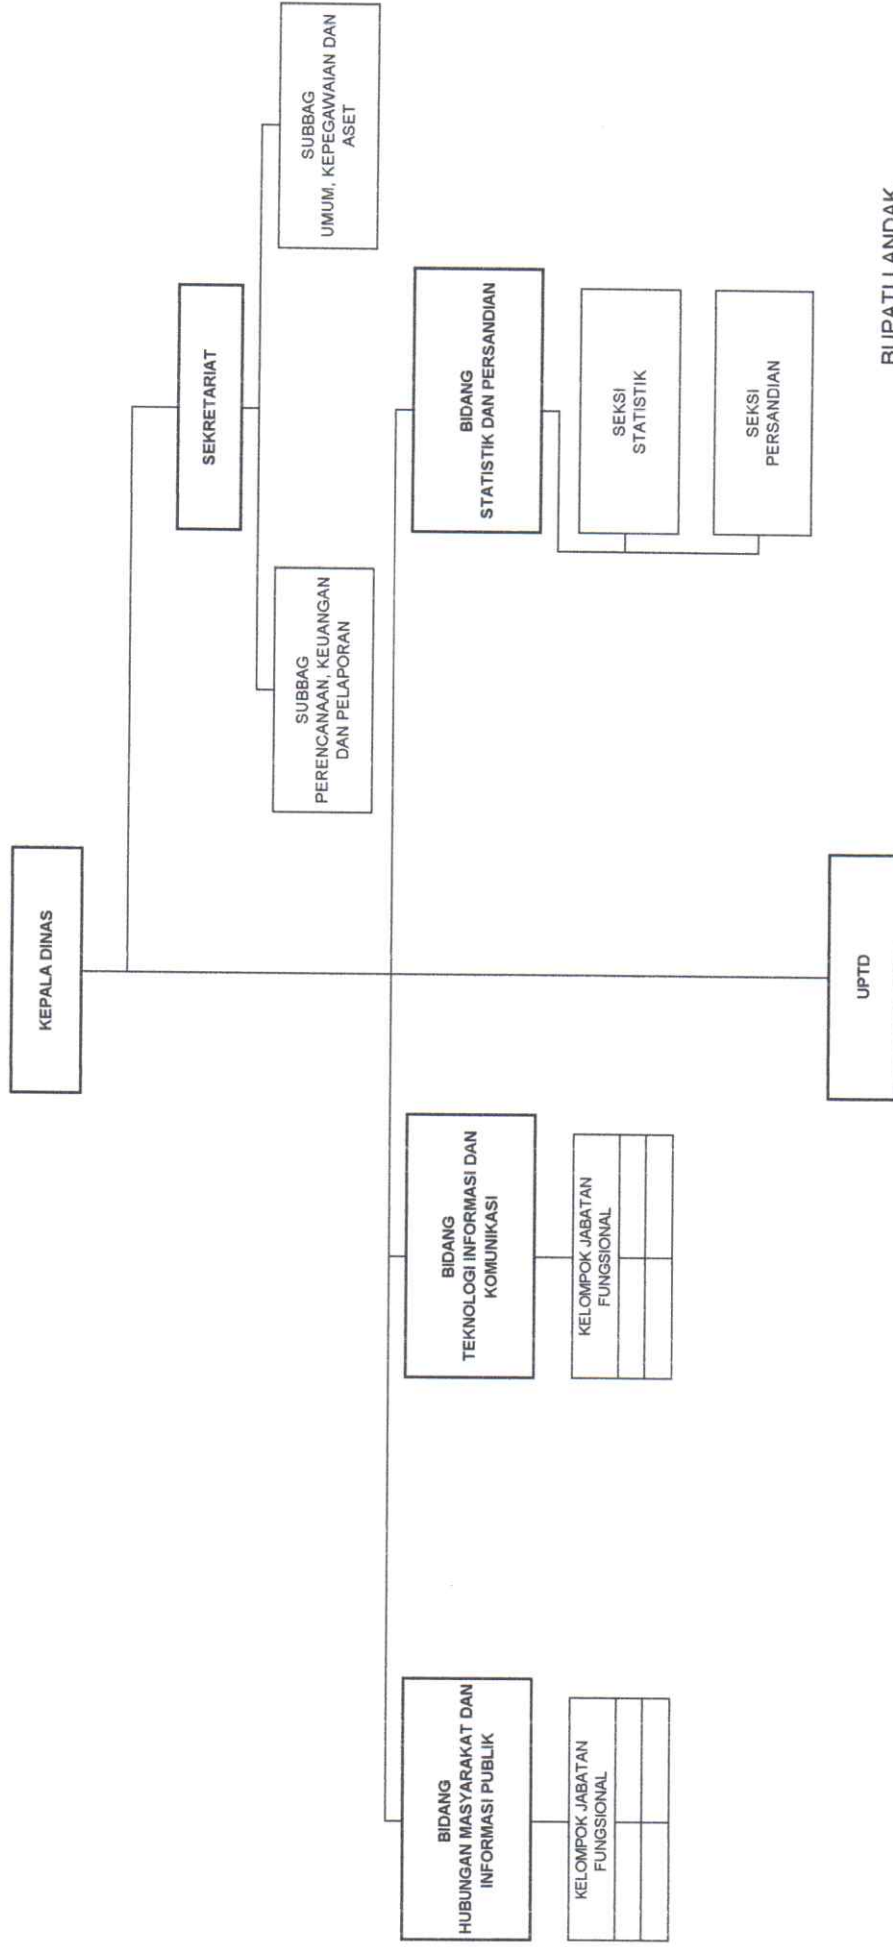 KEPALA DINAS
SEKRETARIAT
SUBBAG
PERENCANAAN, KEUANGAN
DAN PELAPORAN
SUBBAG
UMUM, KEPEGAWAIAN DAN
ASET
BIDANG
HUBUNGAN MASYARAKAT DAN
INFORMASI PUBLIK
BIDANG
TEKNOLOGI INFORMASI DAN
KOMUNIKASI
BIDANG
STATISTIK DAN PERSANDIAN
KELOMPOK JABATAN
FUNGSIONAL
KELOMPOK JABATAN
FUNGSIONAL
SEKSI
STATISTIK
SEKSI
PERSANDIAN
UPTD
BUPATI LANDAK